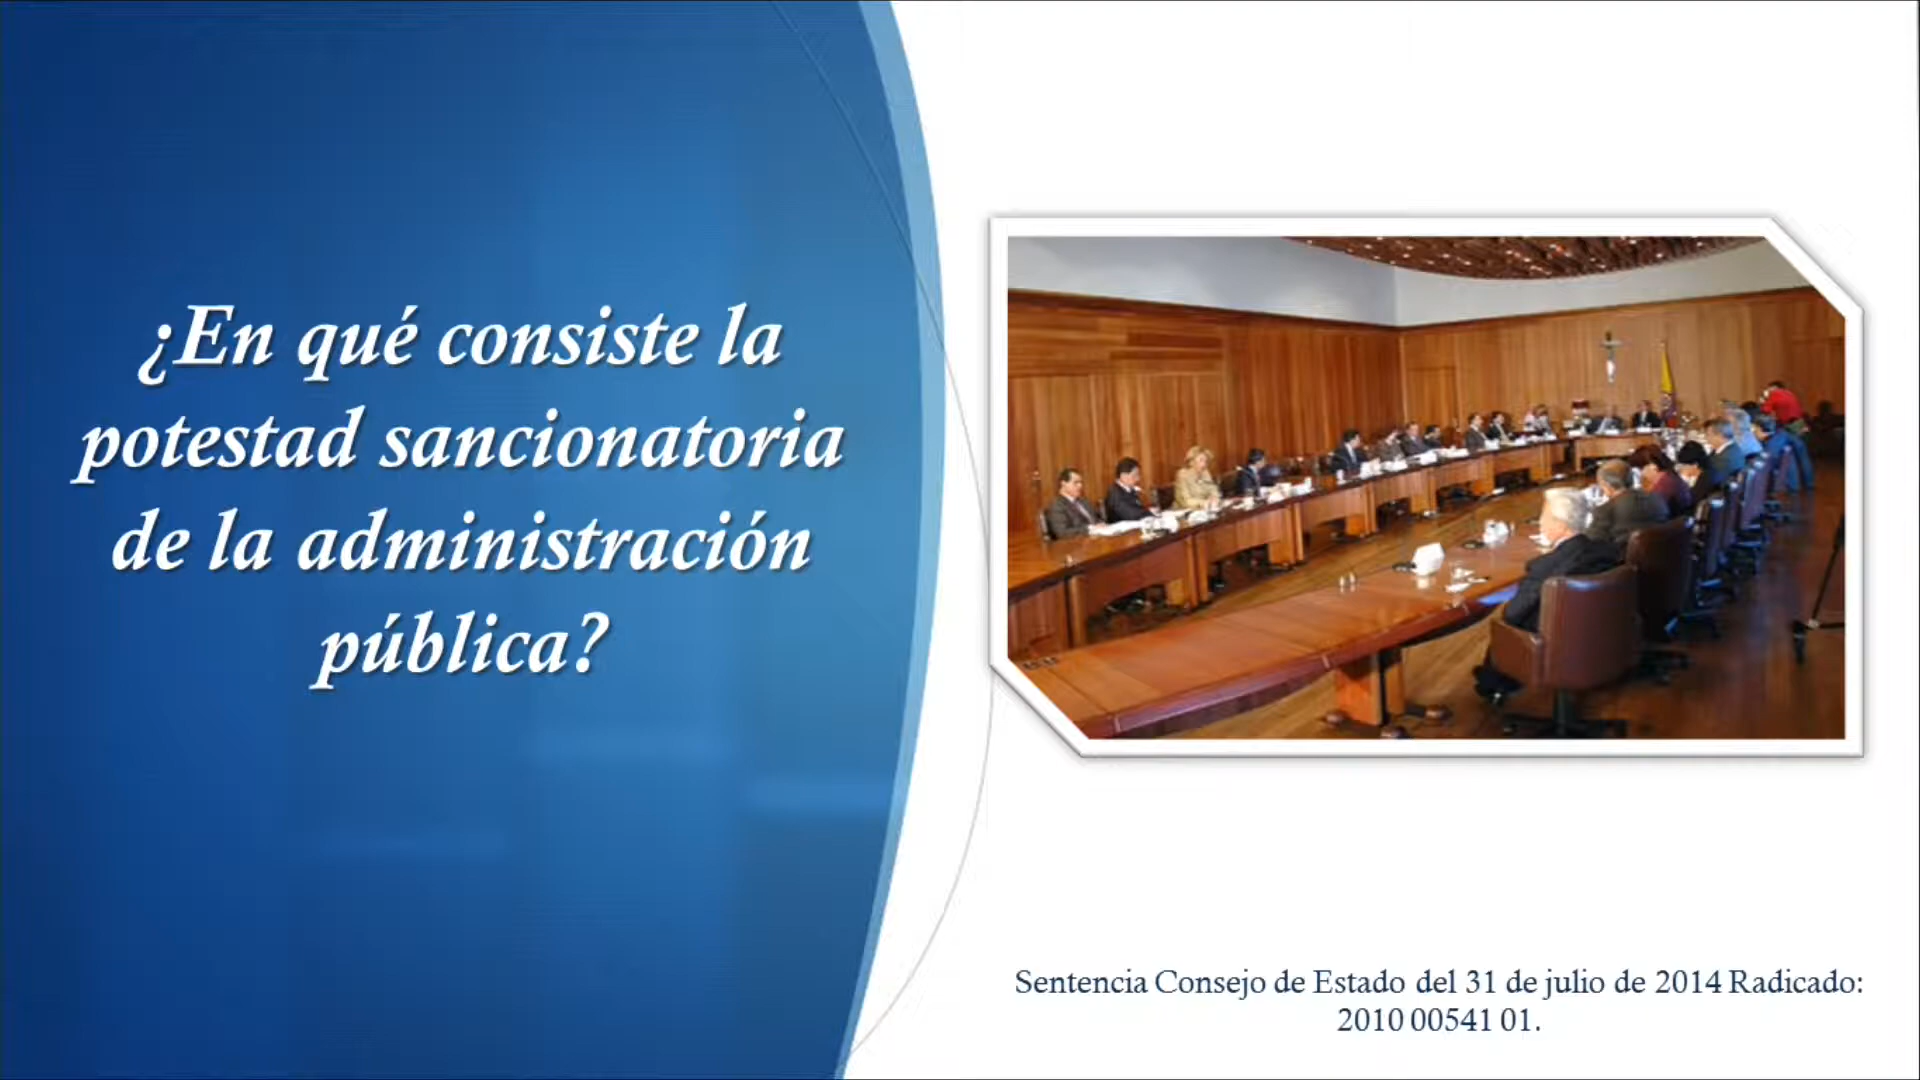 ¿En qué consiste la
potestad sancionatoria
de la administración
pública?
Sentencia Consejo de Estado del 31 de julio de 2014 Radicado:
2010 00541 01.